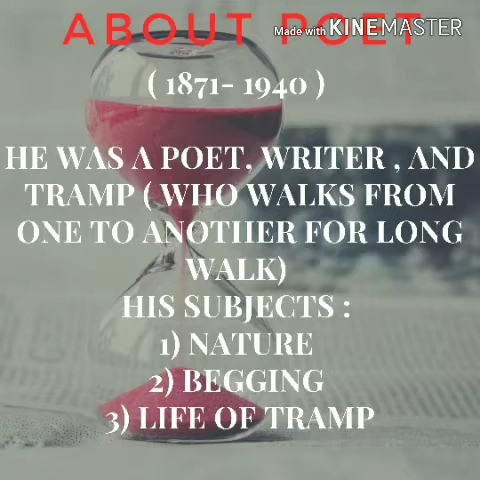 ABOUT POET
Made with KINEMASTER
( 1871- 1940 )
HE WAS A POET, WRITER , AND
TRAMP ( WHO WALKS FROM
ONE TO ANOTHER FOR LONG
WALK)
HIS SUBJECTS :
1) NATURE
2) BEGGING
3) LIFE OF TRAMP